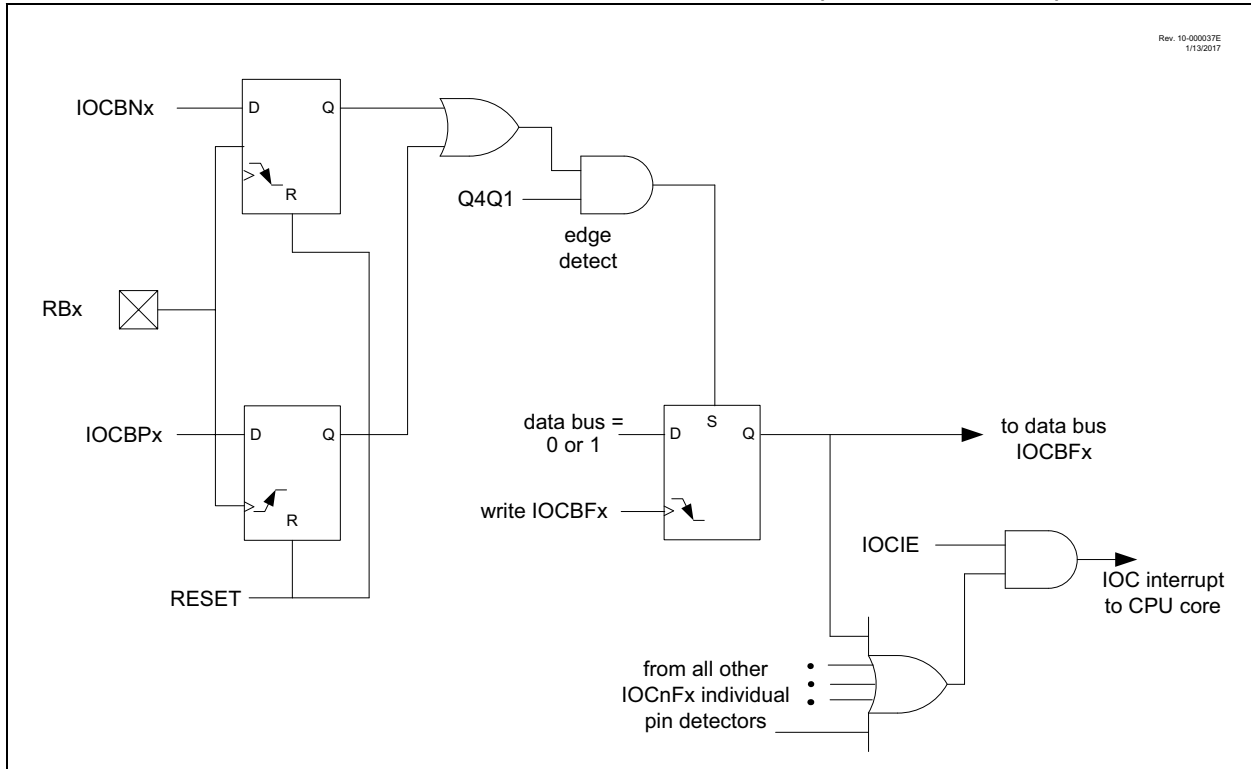 Rev. 10-000037E
1/13/2017
IOCBNx
D
Q
R
Q4Q1
edge
detect
RBx
IOCBPx
D
Q
R
RESET
data bus =
0 or 1
D
S
Q
write IOCBFx
to data bus
IOCBFx
IOCIE
IOC interrupt
to CPU core
from all other
IOCnFx individual
pin detectors